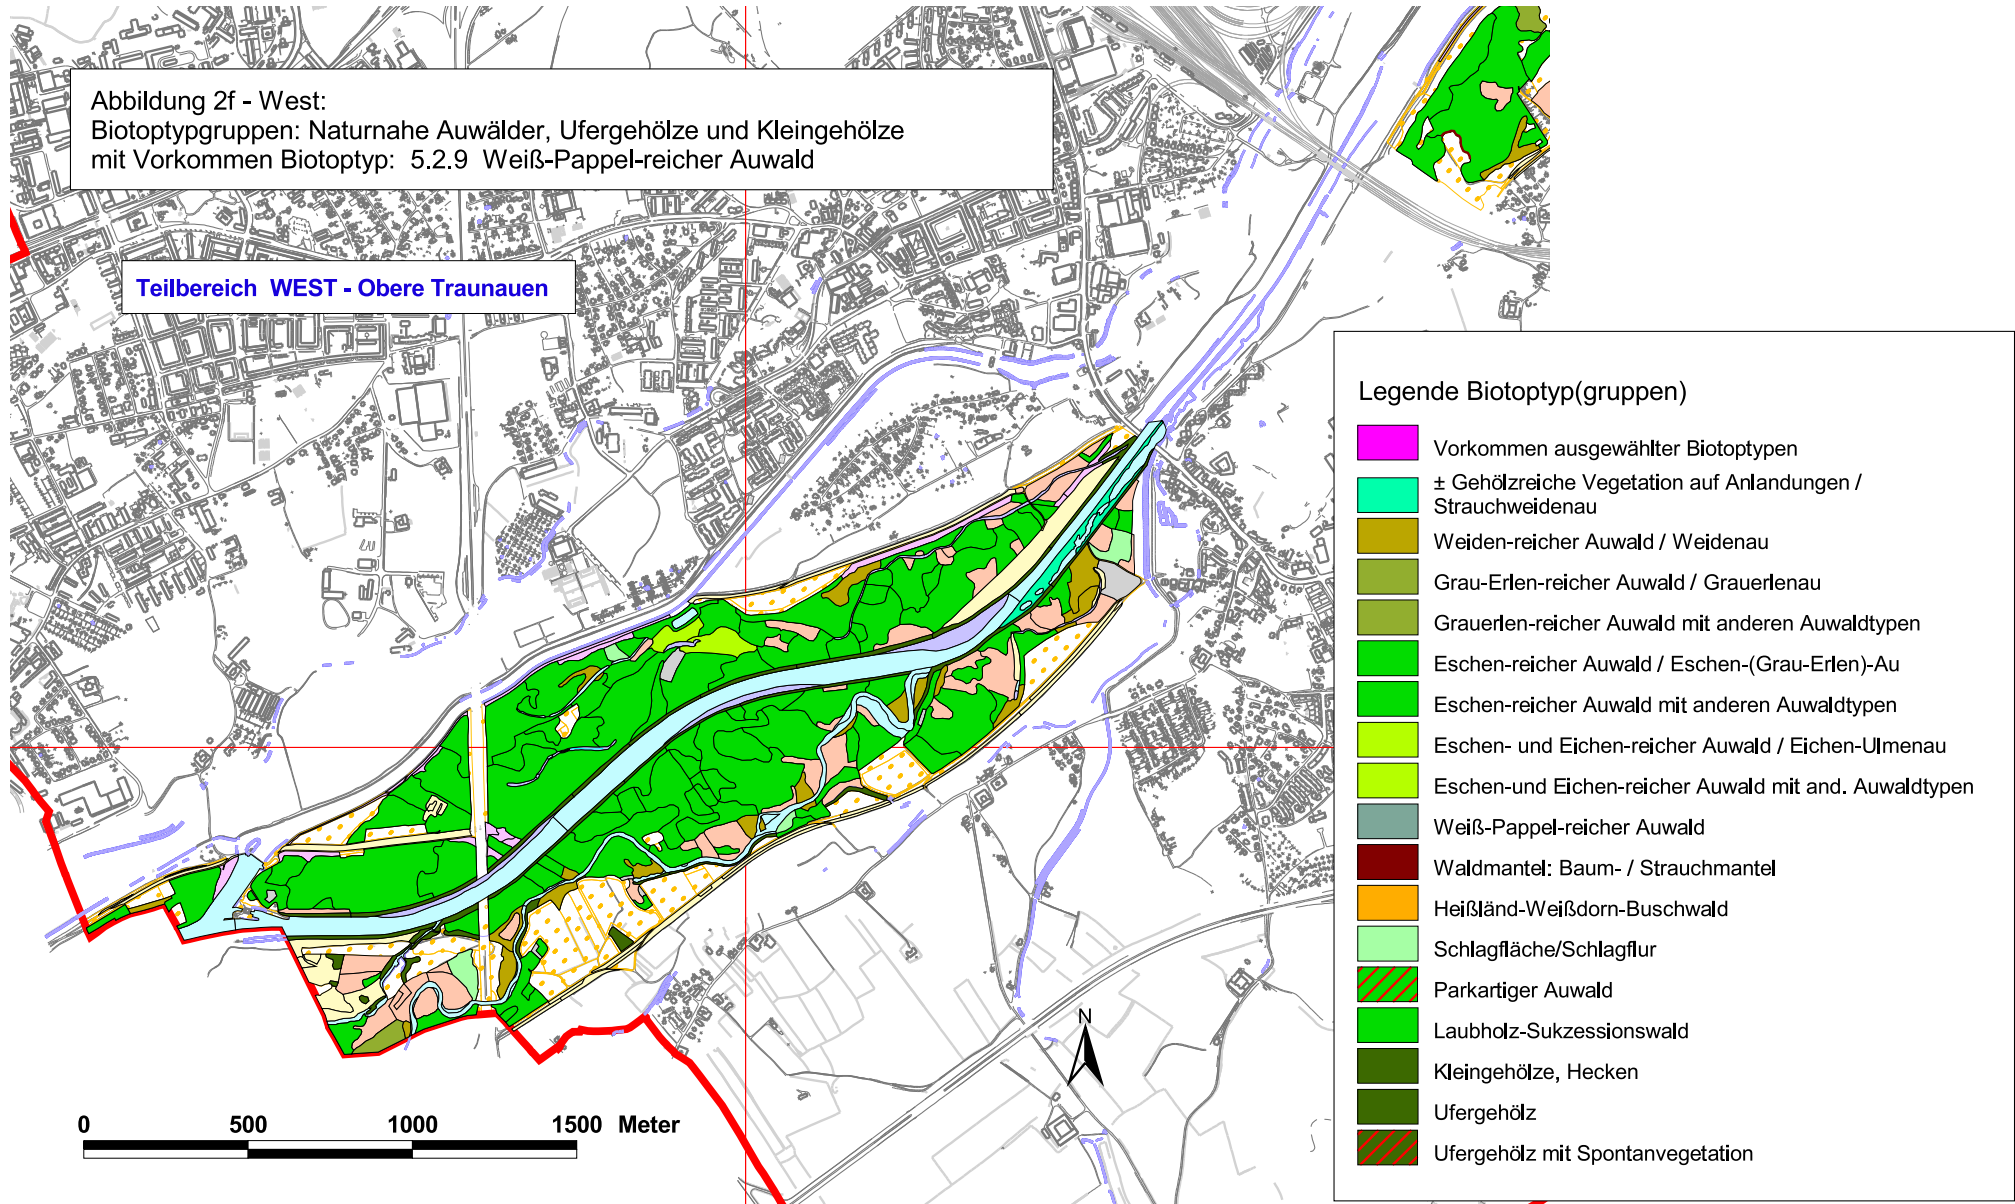 Abbildung 2f - West:
Biotoptypgruppen: Naturnahe Auwälder, Ufergehölze und Kleingehölze
mit Vorkommen Biotoptyp: 5.2.9 Weiß-Pappel-reicher Auwald
Teilbereich WEST - Obere Traunauen
Legende Biotoptyp(gruppen)
Vorkommen ausgewählter Biotoptypen
± Gehölzreiche Vegetation auf Anlandungen /
Strauchweidenau
Weiden-reicher Auwald / Weidenau
Grau-Erlen-reicher Auwald / Grauerlenau
Grauerlen-reicher Auwald mit anderen Auwaldtypen
Eschen-reicher Auwald / Eschen-(Grau-Erlen)-Au
Eschen-reicher Auwald mit anderen Auwaldtypen
Eschen- und Eichen-reicher Auwald / Eichen-Ulmenau
Eschen-und Eichen-reicher Auwald mit and. Auwaldtypen
Weiß-Pappel-reicher Auwald
Waldmantel: Baum- / Strauchmantel
Heißländ-Weißdorn-Buschwald
Schlagfläche/Schlagflur
Parkartiger Auwald
Laubholz-Sukzessionswald
Kleingehölze, Hecken
Ufergehölz
Ufergehölz mit Spontanvegetation
N
0 500 1000 1500 Meter